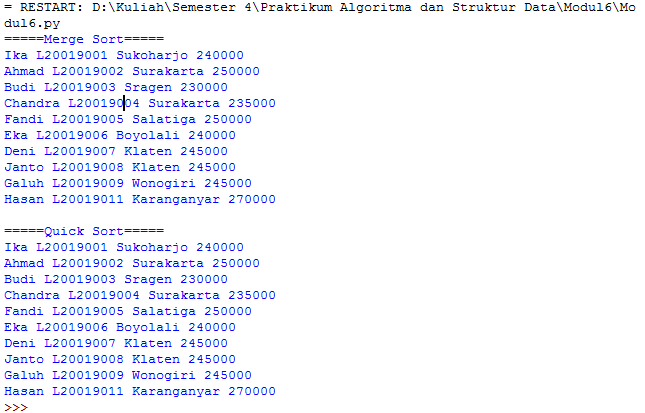 = RESTART: D:\Kuliah\Semester 4\Praktikum Algoritma dan Struktur Data\Modul6\Mo
dul6.py
=====Merge Sort=====
Ika L20019001 Sukoharjo 240000
Ahmad L20019002 Surakarta 250000
Budi L20019003 Sragen 230000
Chandra L20019004 Surakarta 235000
Fandi L20019005 Salatiga 250000
Eka L20019006 Boyolali 240000
Deni L20019007 Klaten 245000
Janto L20019008 Klaten 245000
Galuh L20019009 Wonogiri 245000
Hasan L20019011 Karanganyar 270000
=====Quick Sort=====
Ika L20019001 Sukoharjo 240000
Ahmad L20019002 Surakarta 250000
Budi L20019003 Sragen 230000
Chandra L20019004 Surakarta 235000
Fandi L20019005 Salatiga 250000
Eka L20019006 Boyolali 240000
Deni L20019007 Klaten 245000
Janto L20019008 Klaten 245000
Galuh L20019009 Wonogiri 245000
Hasan L20019011 Karanganyar 270000
>>>